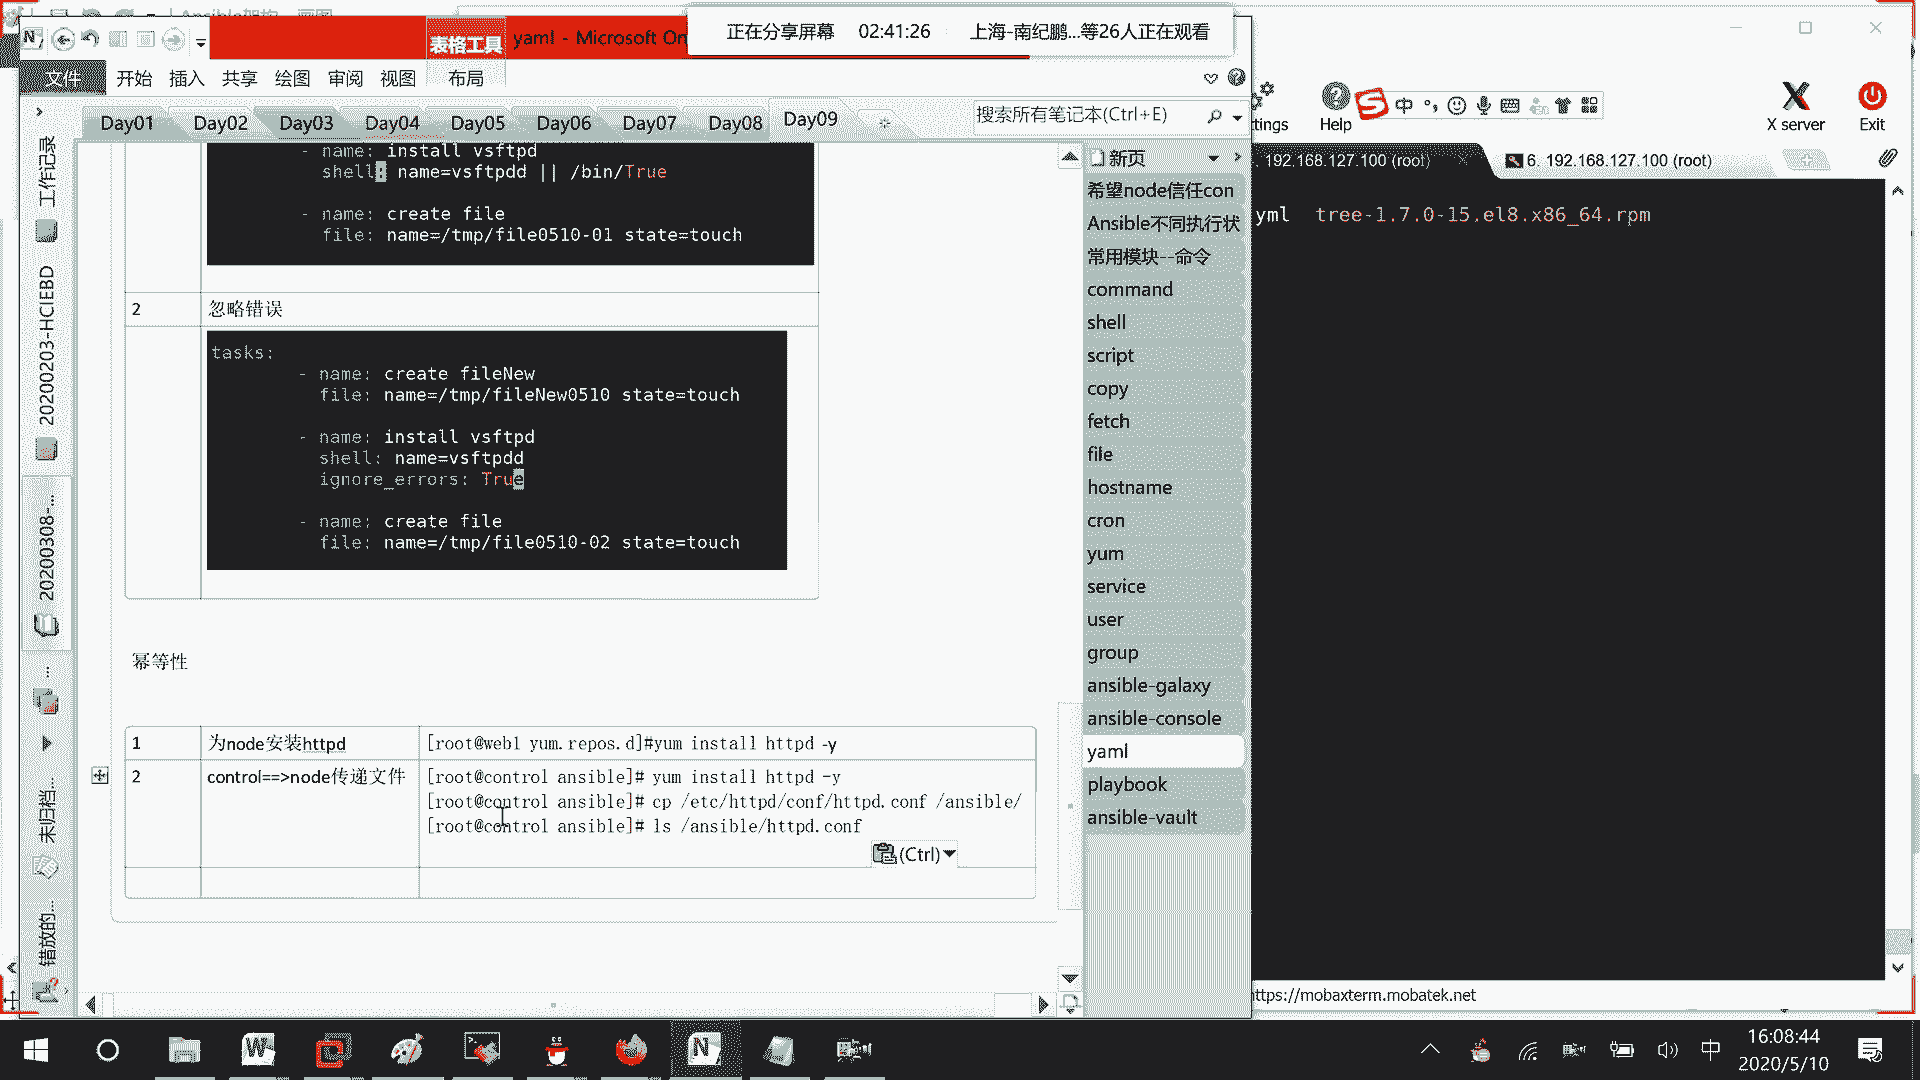 Ansible架构 - 画图
正在分享屏幕 02:41:26 上海-南纪鹏...等26人正在观看
表格工具 yaml - Microsoft On
文件 开始 插入 共享 绘图 审阅 视图 布局
Day01 Day02 Day03 Day04 Day05 Day06 Day07 Day08 Day09
搜索所有笔记本(Ctrl+E)
工作记录
20200203-HCIEBD
20200308-...
未归档...
错放的...
- name: install vsftpd
shell: name=vsftpdd || /bin/True
- name: create file
file: name=/tmp/file0510-01 state=touch
2 忽略错误
tasks:
- name: create fileNew
file: name=/tmp/fileNew0510 state=touch
- name: install vsftpd
shell: name=vsftpdd
ignore_errors: True
- name: create file
file: name=/tmp/file0510-02 state=touch
幂等性
1 为node安装httpd [root@web1 yum.repos.d]#yum install httpd -y
2 control==>node传递文件 [root@control ansible]# yum install httpd -y
[root@control ansible]# cp /etc/httpd/conf/httpd.conf /ansible/
[root@control ansible]# ls /ansible/httpd.conf
(Ctrl)
新页
希望node信任con
Ansible不同执行状
常用模块--命令
command
shell
script
copy
fetch
file
hostname
cron
yum
service
user
group
ansible-galaxy
ansible-console
yaml
playbook
ansible-vault
ttings Help 中 X server Exit
. 192.168.127.100 (root) 6. 192.168.127.100 (root)
yml tree-1.7.0-15.el8.x86_64.rpm
ttps://mobaxterm.mobatek.net
中
16:08:44
2020/5/10